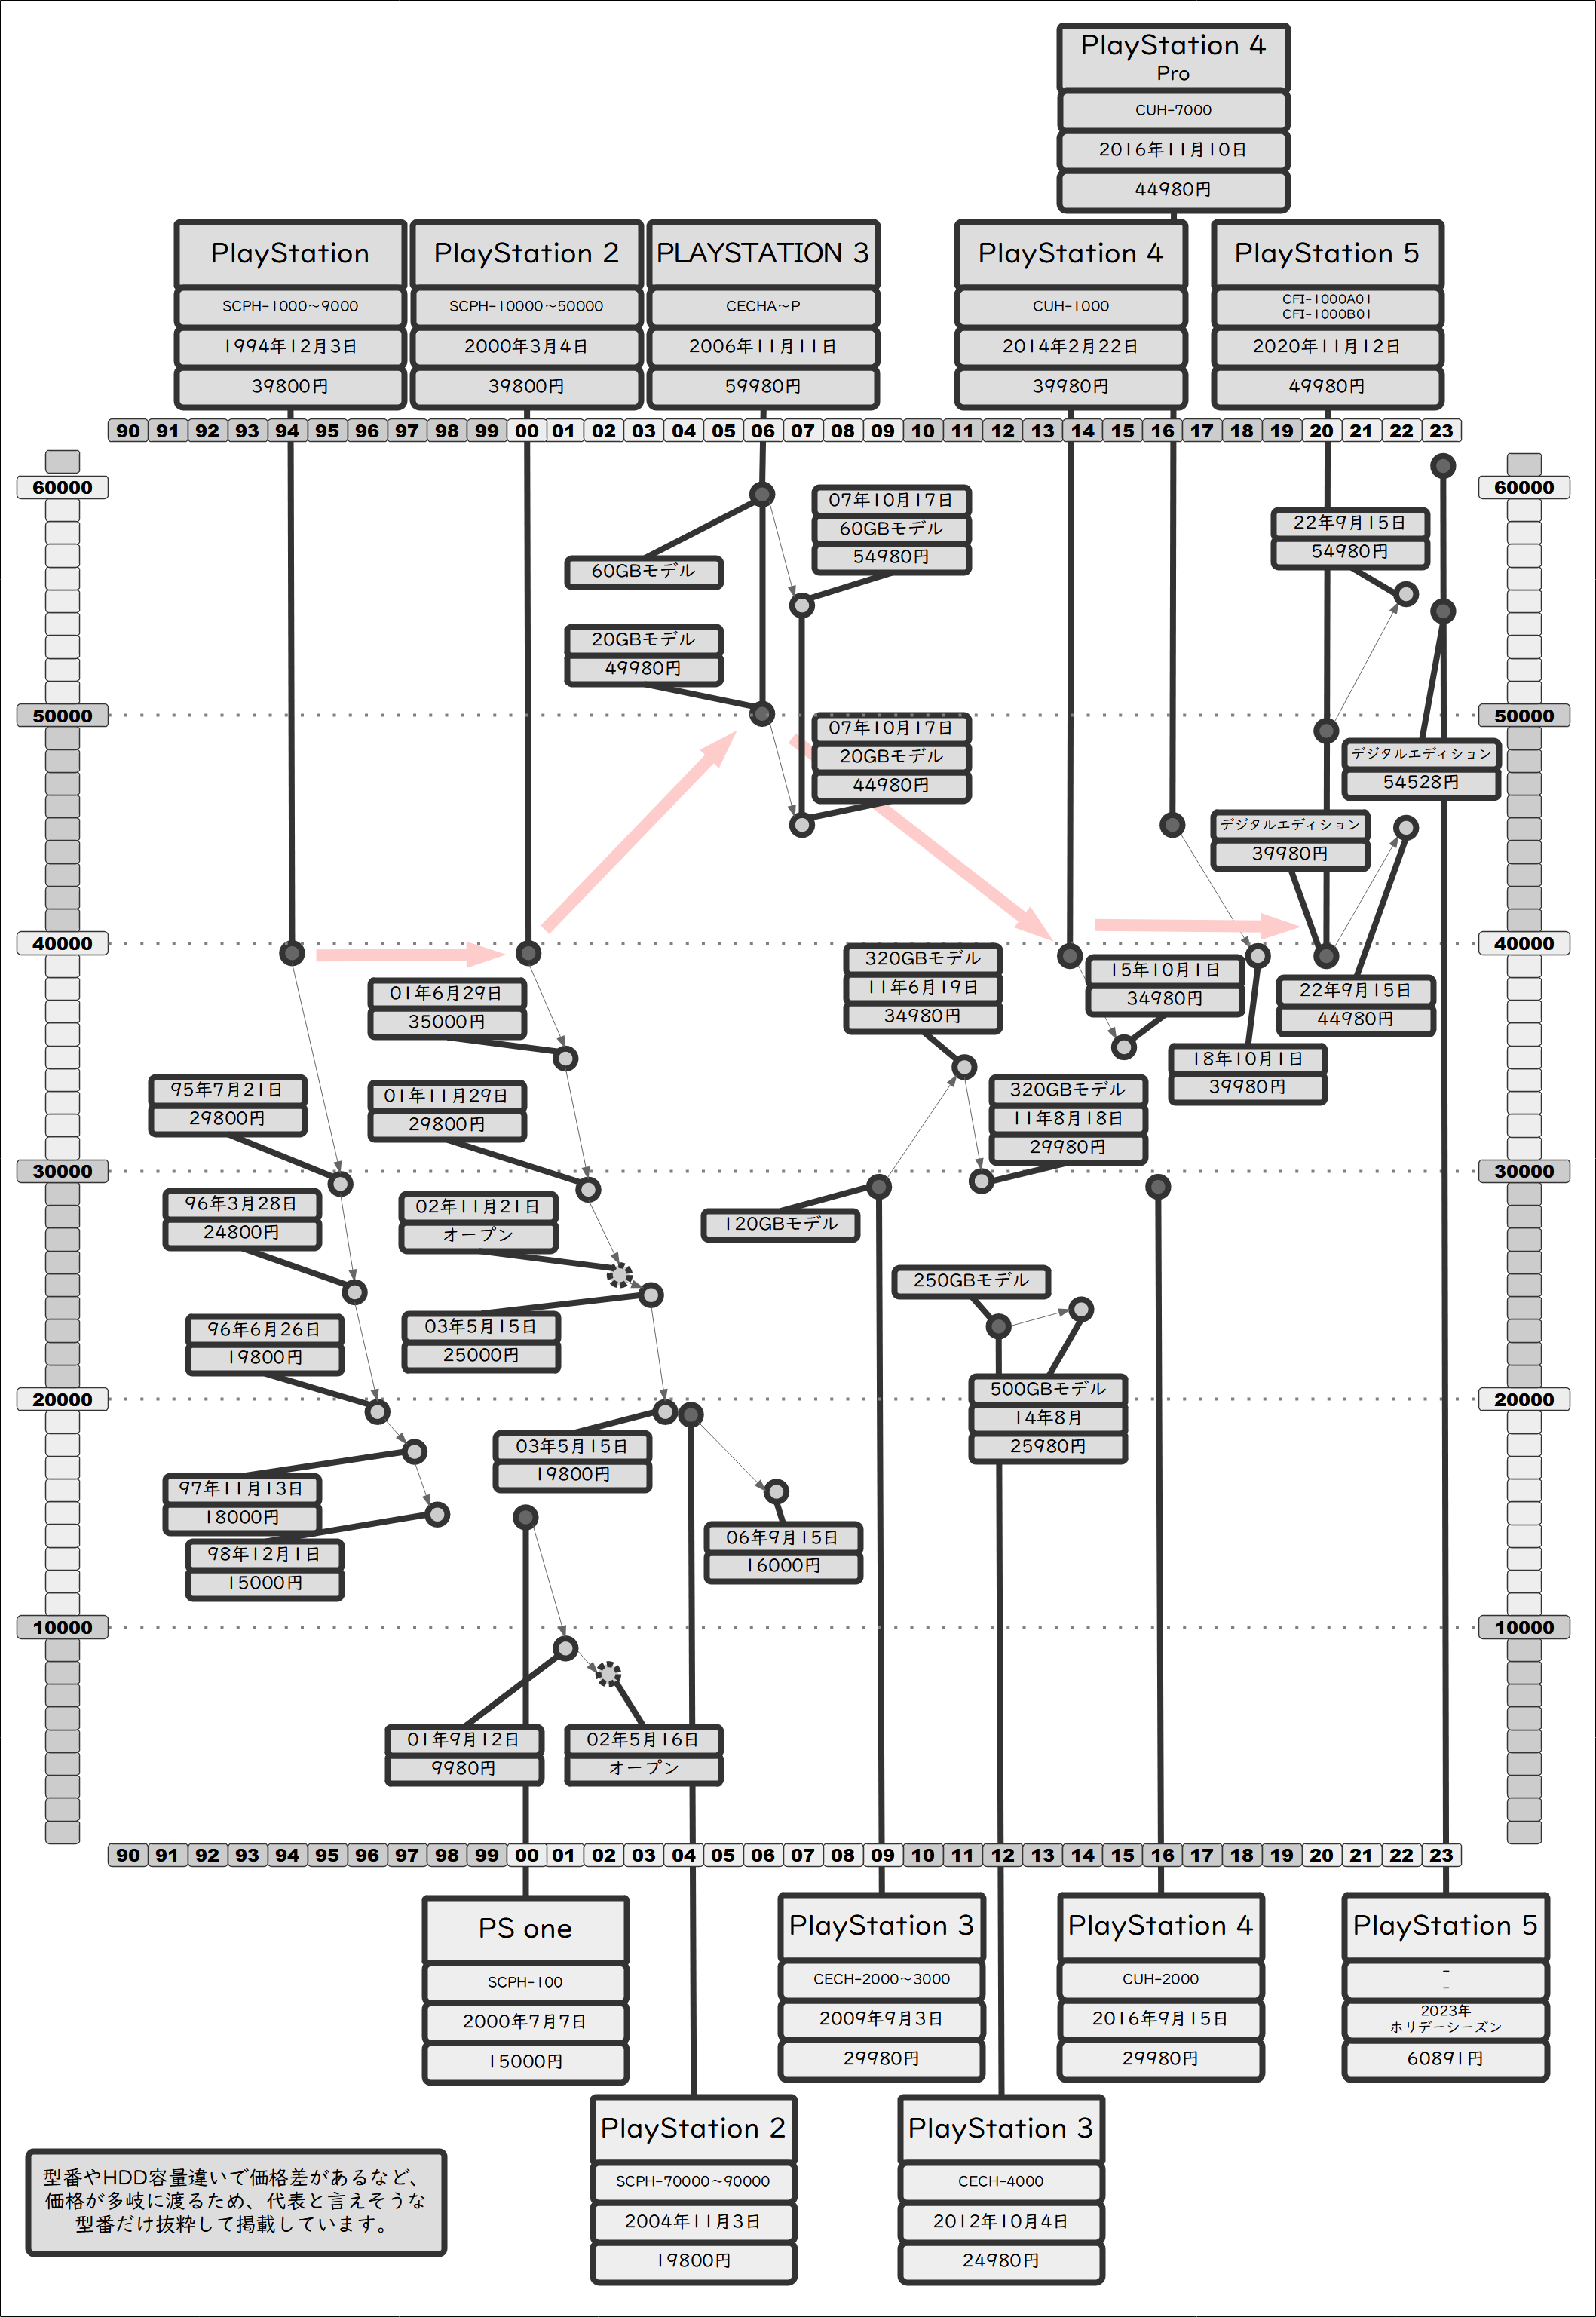 PlayStation 4
Pro
CUH-7000
2016年11月10日
44980円
PlayStation
SCPH-1000～9000
1994年12月3日
39800円
PlayStation 2
SCPH-10000～50000
2000年3月4日
39800円
PLAYSTATION 3
CECHA～P
2006年11月11日
59980円
PlayStation 4
CUH-1000
2014年2月22日
39980円
PlayStation 5
CFI-1000A01
CFI-1000B01
2020年11月12日
49980円
90 91 92 93 94 95 96 97 98 99 00 01 02 03 04 05 06 07 08 09 10 11 12 13 14 15 16 17 18 19 20 21 22 23
60000
60000
07年10月17日
60GBモデル
54980円
22年9月15日
54980円
60GBモデル
20GBモデル
49980円
50000
50000
07年10月17日
20GBモデル
44980円
デジタルエディション
54528円
デジタルエディション
39980円
40000
40000
320GBモデル
11年6月19日
34980円
15年10月1日
34980円
01年6月29日
35000円
22年9月15日
44980円
18年10月1日
39980円
95年7月21日
29800円
01年11月29日
29800円
320GBモデル
11年8月18日
29980円
30000
30000
96年3月28日
24800円
02年11月21日
オープン
120GBモデル
250GBモデル
96年6月26日
19800円
03年5月15日
25000円
500GBモデル
14年8月
25980円
20000
20000
03年5月15日
19800円
97年11月13日
18000円
06年9月15日
16000円
98年12月1日
15000円
10000
10000
01年9月12日
9980円
02年5月16日
オープン
90 91 92 93 94 95 96 97 98 99 00 01 02 03 04 05 06 07 08 09 10 11 12 13 14 15 16 17 18 19 20 21 22 23
PS one
SCPH-100
2000年7月7日
15000円
PlayStation 3
CECH-2000～3000
2009年9月3日
29980円
PlayStation 4
CUH-2000
2016年9月15日
29980円
PlayStation 5
-
-
2023年
ホリデーシーズン
60891円
PlayStation 2
SCPH-70000～90000
2004年11月3日
19800円
PlayStation 3
CECH-4000
2012年10月4日
24980円
型番やHDD容量違いで価格差があるなど、
価格が多岐に渡るため、代表と言えそうな
型番だけ抜粋して掲載しています。